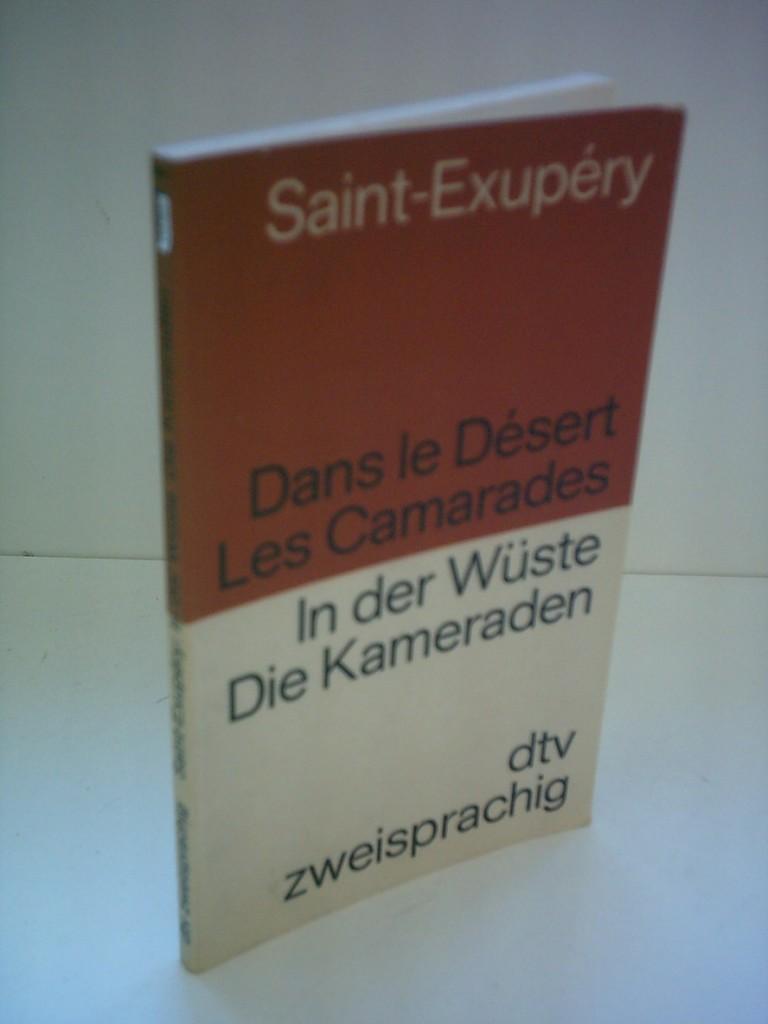 Saint-Exupéry
Dans le Désert
Les Camarades
In der Wüste
Die Kameraden
dtv
zweisprachig